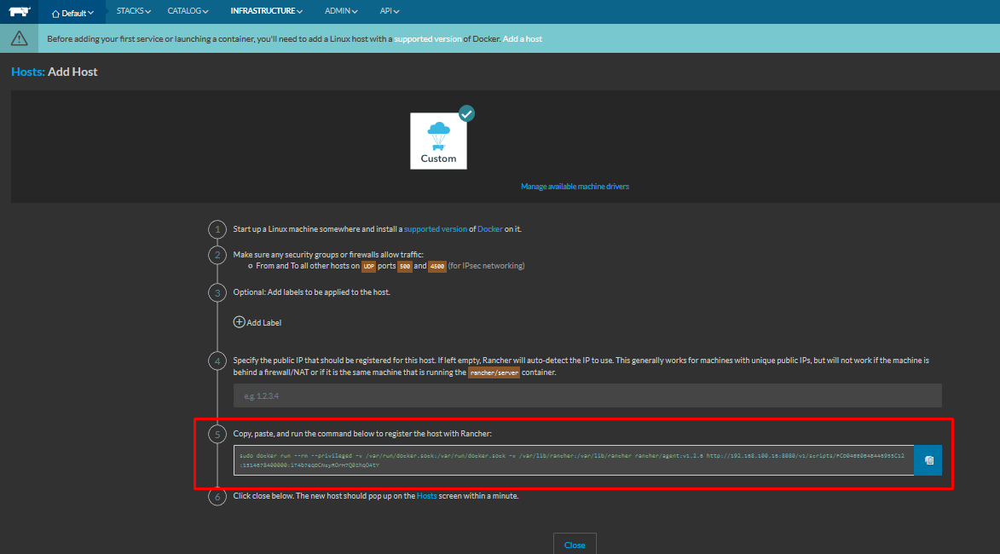 Default STACKS CATALOG INFRASTRUCTURE ADMIN API
Before adding your first service or launching a container, you'll need to add a Linux host with a supported version of Docker. Add a host
Hosts: Add Host
Custom
Manage available machine drivers
1 Start up a Linux machine somewhere and install a supported version of Docker on it.
2 Make sure any security groups or firewalls allow traffic:
From and To all other hosts on UDP ports 500 and 4500 (for IPsec networking)
3 Optional: Add labels to be applied to the host.
Add Label
4 Specify the public IP that should be registered for this host. If left empty, Rancher will auto-detect the IP to use. This generally works for machines with unique public IPs, but will not work if the machine is
behind a firewall/NAT or if it is the same machine that is running the rancher/server container.
e.g. 1.2.3.4
5 Copy, paste, and run the command below to register the host with Rancher:
sudo docker run --rm --privileged -v /var/run/docker.sock:/var/run/docker.sock -v /var/lib/rancher:/var/lib/rancher rancher/agent:v1.2.6
6 Click close below. The new host should pop up on the Hosts screen within a minute.
Close